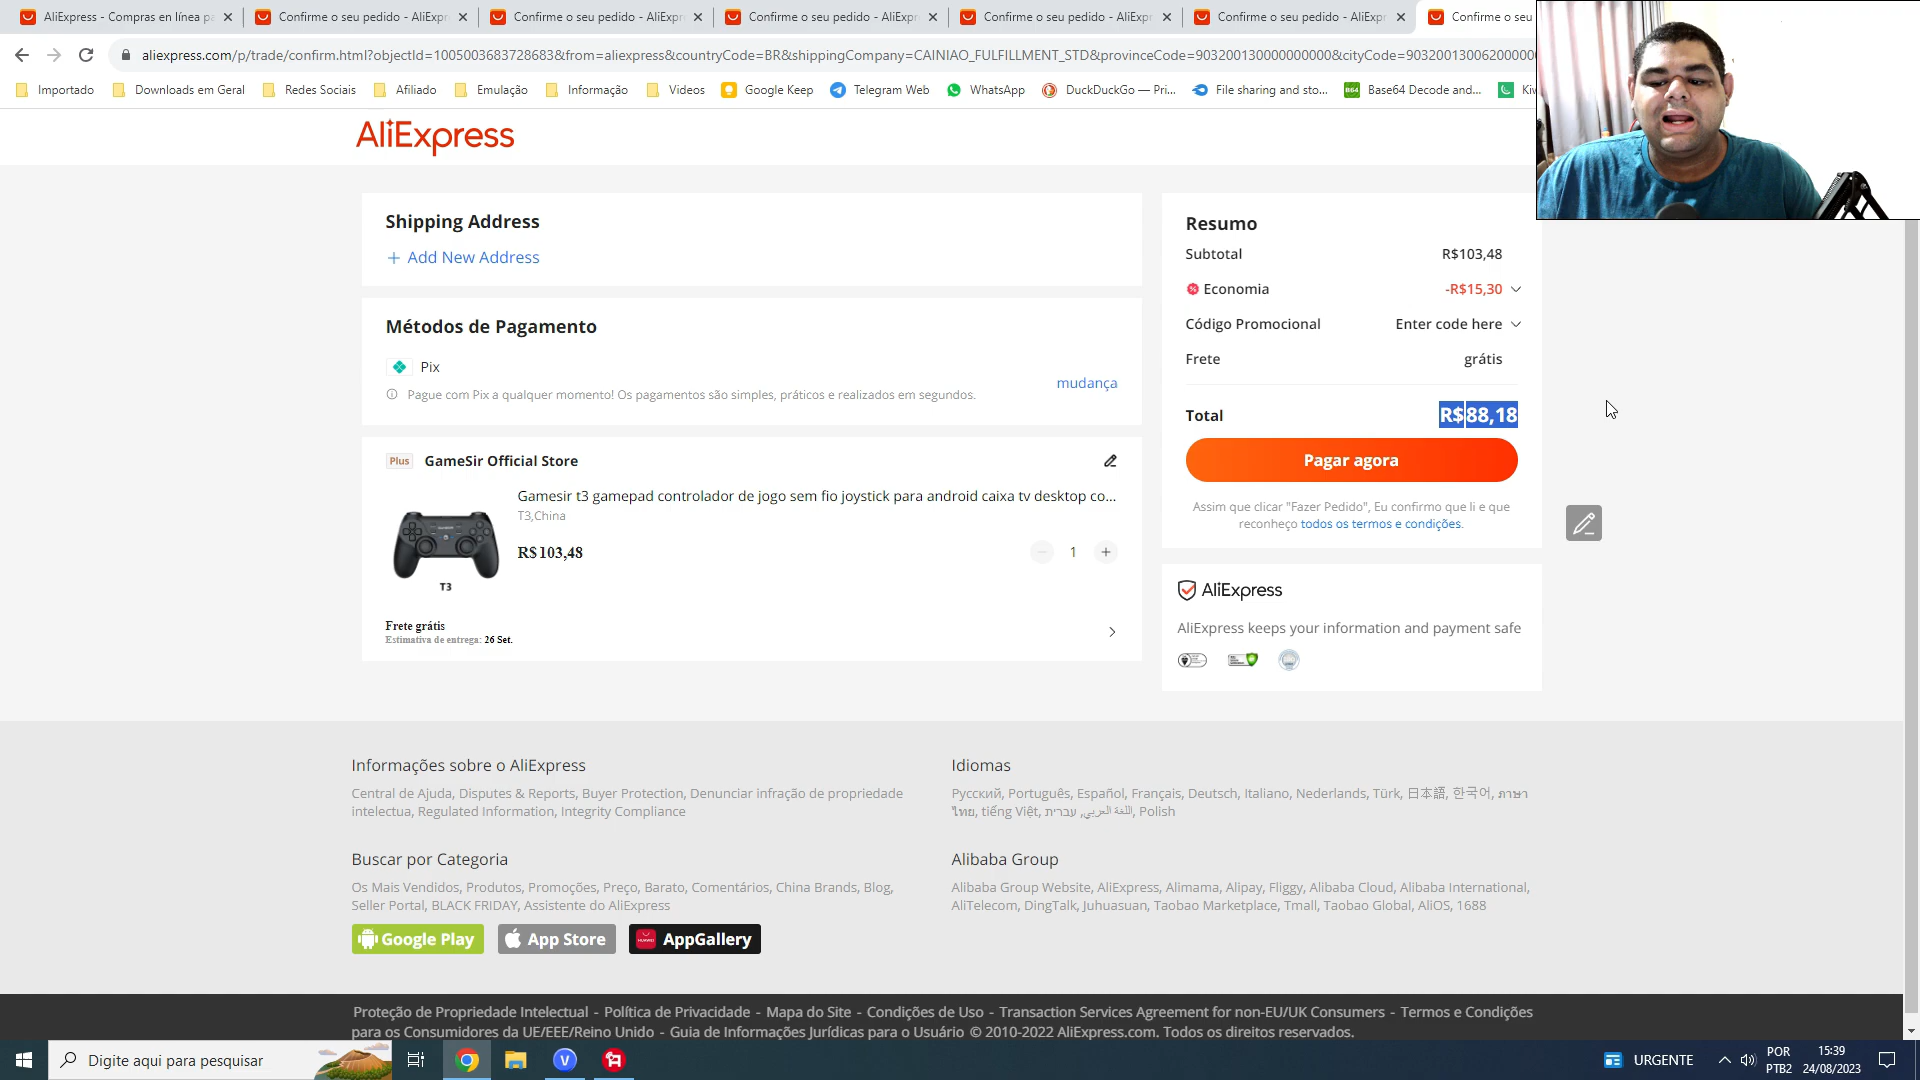 AliExpress - Compras en línea pa
Confirme o seu pedido - AliExpr
Confirme o seu pedido - AliExpr
Confirme o seu pedido - AliExpr
Confirme o seu pedido - AliExpr
Confirme o seu pedido - AliExpr
Confirme o seu
aliexpress.com/p/trade/confirm.html?objectId=1005003683728683&from=aliexpress&countryCode=BR&shippingCompany=CAINIAO_FULFILLMENT_STD&provinceCode=903200130000000000&cityCode=90320013006200000
Importado
Downloads em Geral
Redes Sociais
Afiliado
Emulação
Informação
Videos
Google Keep
Telegram Web
WhatsApp
DuckDuckGo — Pri...
File sharing and sto...
B64
Base64 Decode and...
Kiw
AliExpress
Shipping Address
+ Add New Address
Métodos de Pagamento
Pix
Pague com Pix a qualquer momento! Os pagamentos são simples, práticos e realizados em segundos.
mudança
Plus GameSir Official Store
Gamesir t3 gamepad controlador de jogo sem fio joystick para android caixa tv desktop co...
T3,China
R$103,48
1
T3
Frete grátis
Estimativa de entrega: 26 Set.
Resumo
Subtotal R$103,48
Economia -R$15,30
Código Promocional Enter code here
Frete grátis
Total R$88,18
Pagar agora
Assim que clicar "Fazer Pedido", Eu confirmo que li e que
reconheço todos os termos e condições.
AliExpress
AliExpress keeps your information and payment safe
Informações sobre o AliExpress
Central de Ajuda, Disputes & Reports, Buyer Protection, Denunciar infração de propriedade
intelectua, Regulated Information, Integrity Compliance
Idiomas
Pусский, Português, Español, Français, Deutsch, Italiano, Nederlands, Türk, 日本語, 한국어, ภาษา
ไทย, tiếng Việt, اللغة العربي, עברית, Polish
Buscar por Categoria
Os Mais Vendidos, Produtos, Promoções, Preço, Barato, Comentários, China Brands, Blog,
Seller Portal, BLACK FRIDAY, Assistente do AliExpress
Alibaba Group
Alibaba Group Website, AliExpress, Alimama, Alipay, Fliggy, Alibaba Cloud, Alibaba International,
AliTelecom, DingTalk, Juhuasuan, Taobao Marketplace, Tmall, Taobao Global, AliOS, 1688
Google Play
App Store
AppGallery
Proteção de Propriedade Intelectual - Política de Privacidade - Mapa do Site - Condições de Uso - Transaction Services Agreement for non-EU/UK Consumers - Termos e Condições
para os Consumidores da UE/EEE/Reino Unido - Guia de Informações Jurídicas para o Usuário © 2010-2022 AliExpress.com. Todos os direitos reservados.
Digite aqui para pesquisar
URGENTE
POR
PTB2
15:39
24/08/2023